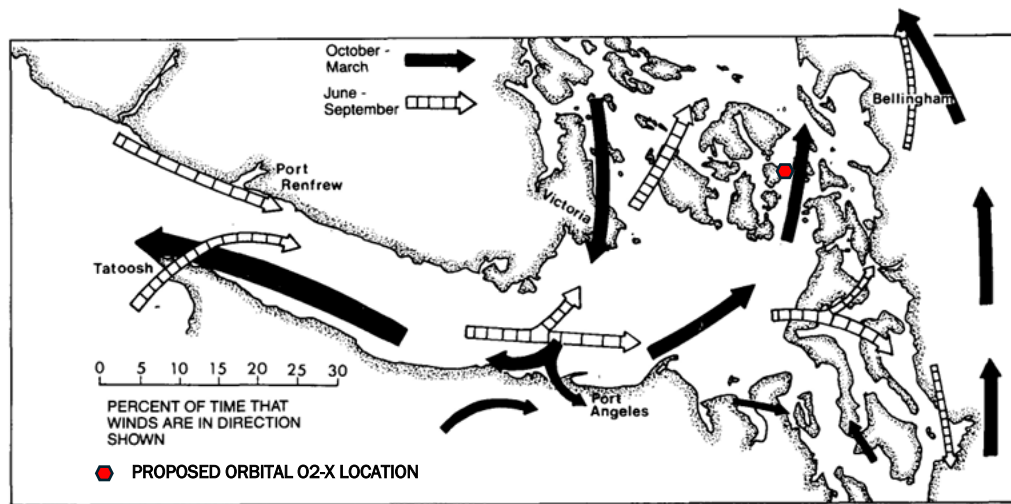 October -
March
June -
September
Bellingham
Port
Renfrew
Victoria
Tatoosh
0 5 10 15 20 25 30
Port
Angeles
PERCENT OF TIME THAT
WINDS ARE IN DIRECTION
SHOWN
PROPOSED ORBITAL O2-X LOCATION